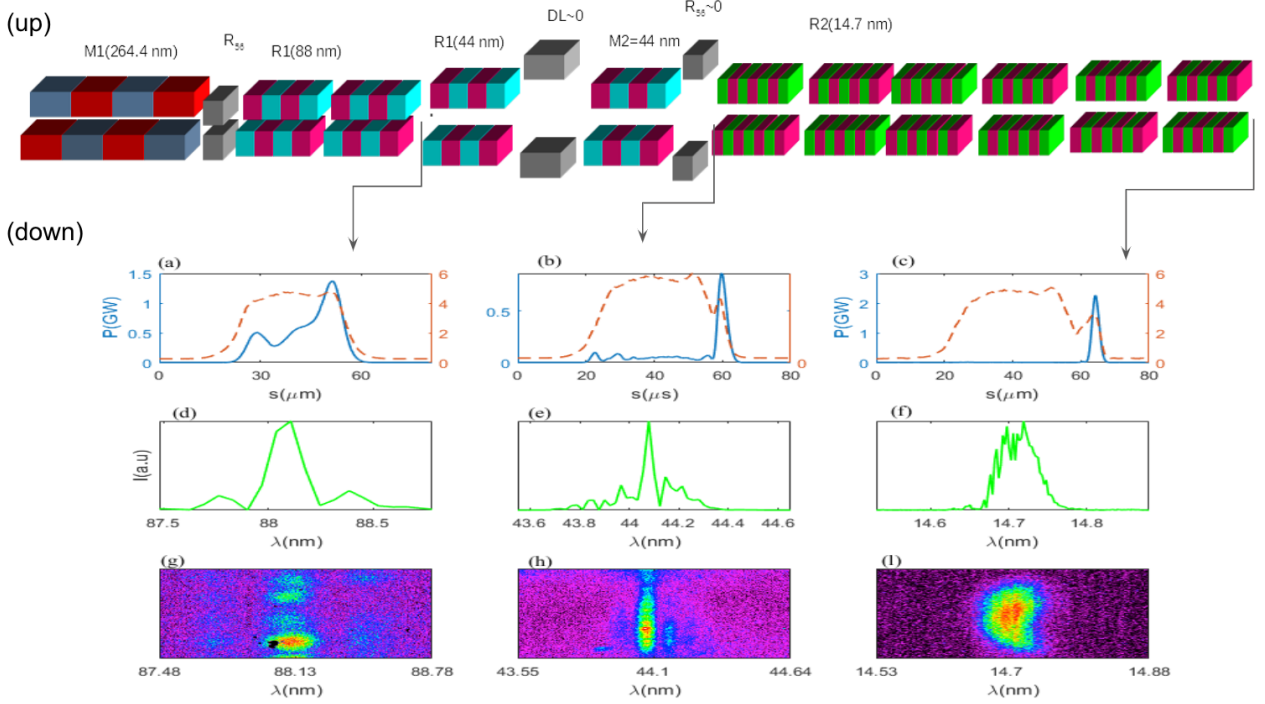 (up)
M1(264.4 nm)
R56
R1(88 nm)
R1(44 nm)
DL~0
M2=44 nm
R56~0
R2(14.7 nm)
(down)
(a)
(b)
(c)
1.5
1
0.5
0
P(GW)
6
4
2
0
0.5
0
0
3
2
1
0
P(GW)
6
4
2
0
0 30 60
0 20 40 60 80
0 20 40 60 80
s(μm)
s(μs)
s(μm)
(d)
(e)
(f)
I(a.u)
87.5 88 88.5
43.6 43.8 44 44.2 44.4 44.6
14.6 14.7 14.8
λ(nm)
λ(nm)
λ(nm)
(g)
(h)
(l)
87.48 88.13 88.78
43.55 44.1 44.64
14.53 14.7 14.88
λ(nm)
λ(nm)
λ(nm)